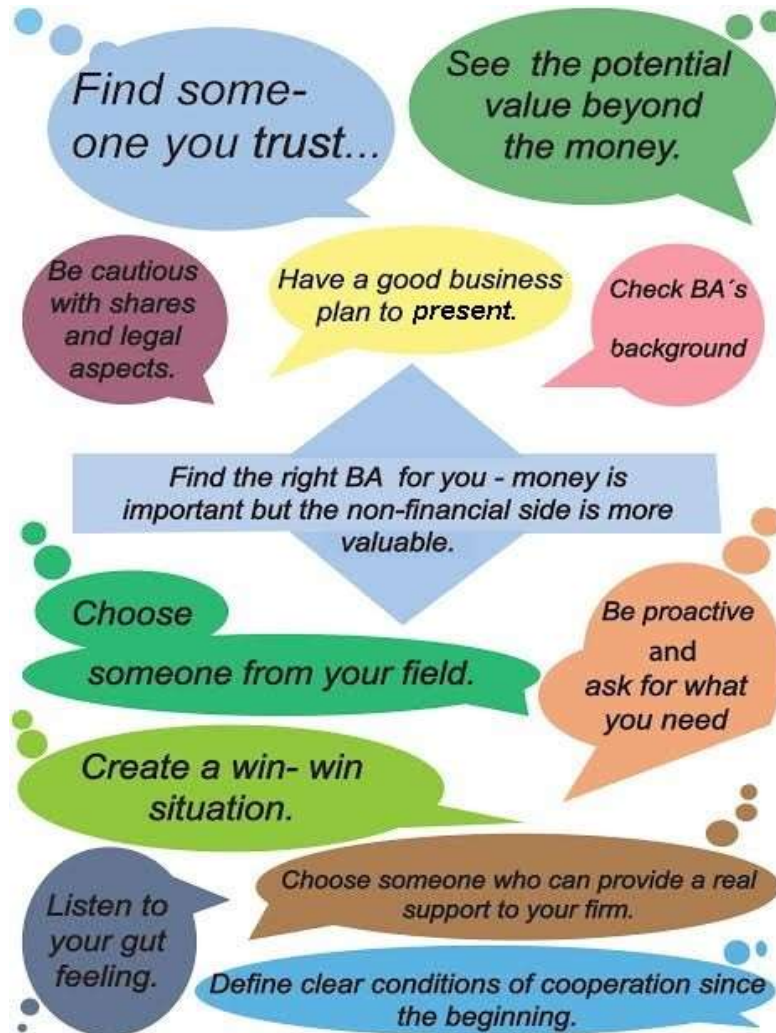 Find some-
one you trust...
See the potential
value beyond
the money.
Be cautious
with shares
and legal
aspects.
Have a good business
plan to present.
Check BA´s
background
Find the right BA for you - money is
important but the non-financial side is more
valuable.
Choose
someone from your field.
Be proactive
and
ask for what
you need
Create a win- win
situation.
Choose someone who can provide a real
support to your firm.
Listen to
your gut
feeling.
Define clear conditions of cooperation since
the beginning.